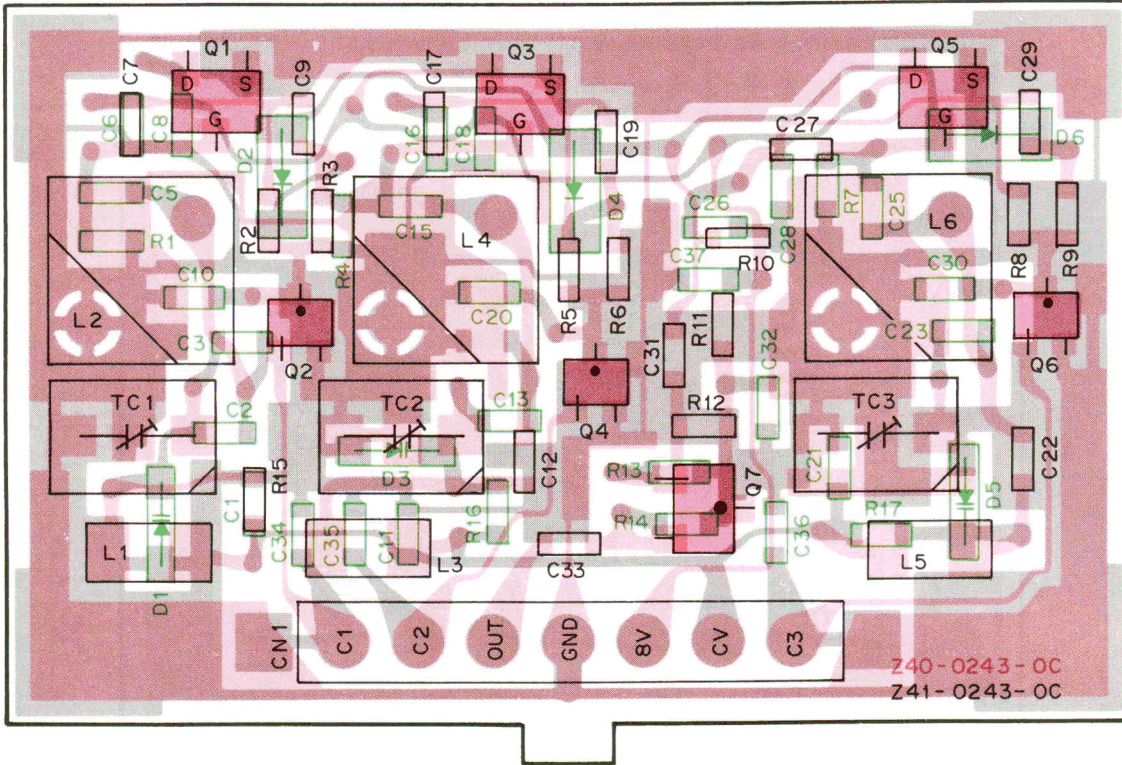 C7
Q1
D S
G
C9
C17
Q3
D S
G
Q5
D S
G
C29
C6
C8
D2
C16
C18
C19
C27
D6
C5
R3
C15
L4
D4
C26
C28
R7
C25
L6
R1
R2
R4
C37
R10
C30
R8
R9
C10
C20
R5
R6
L2
C3
Q2
C31
R11
C32
C23
Q6
TC1
C2
TC2
C13
Q4
R12
TC3
D3
C12
R13
Q7
C21
D5
C22
C1
R15
C34
C35
C11
R16
R14
C36
R17
L1
L3
C33
L5
D1
CN1
C1 C2 OUT GND 8V CV C3
Z40-0243-0C
Z41-0243-0C